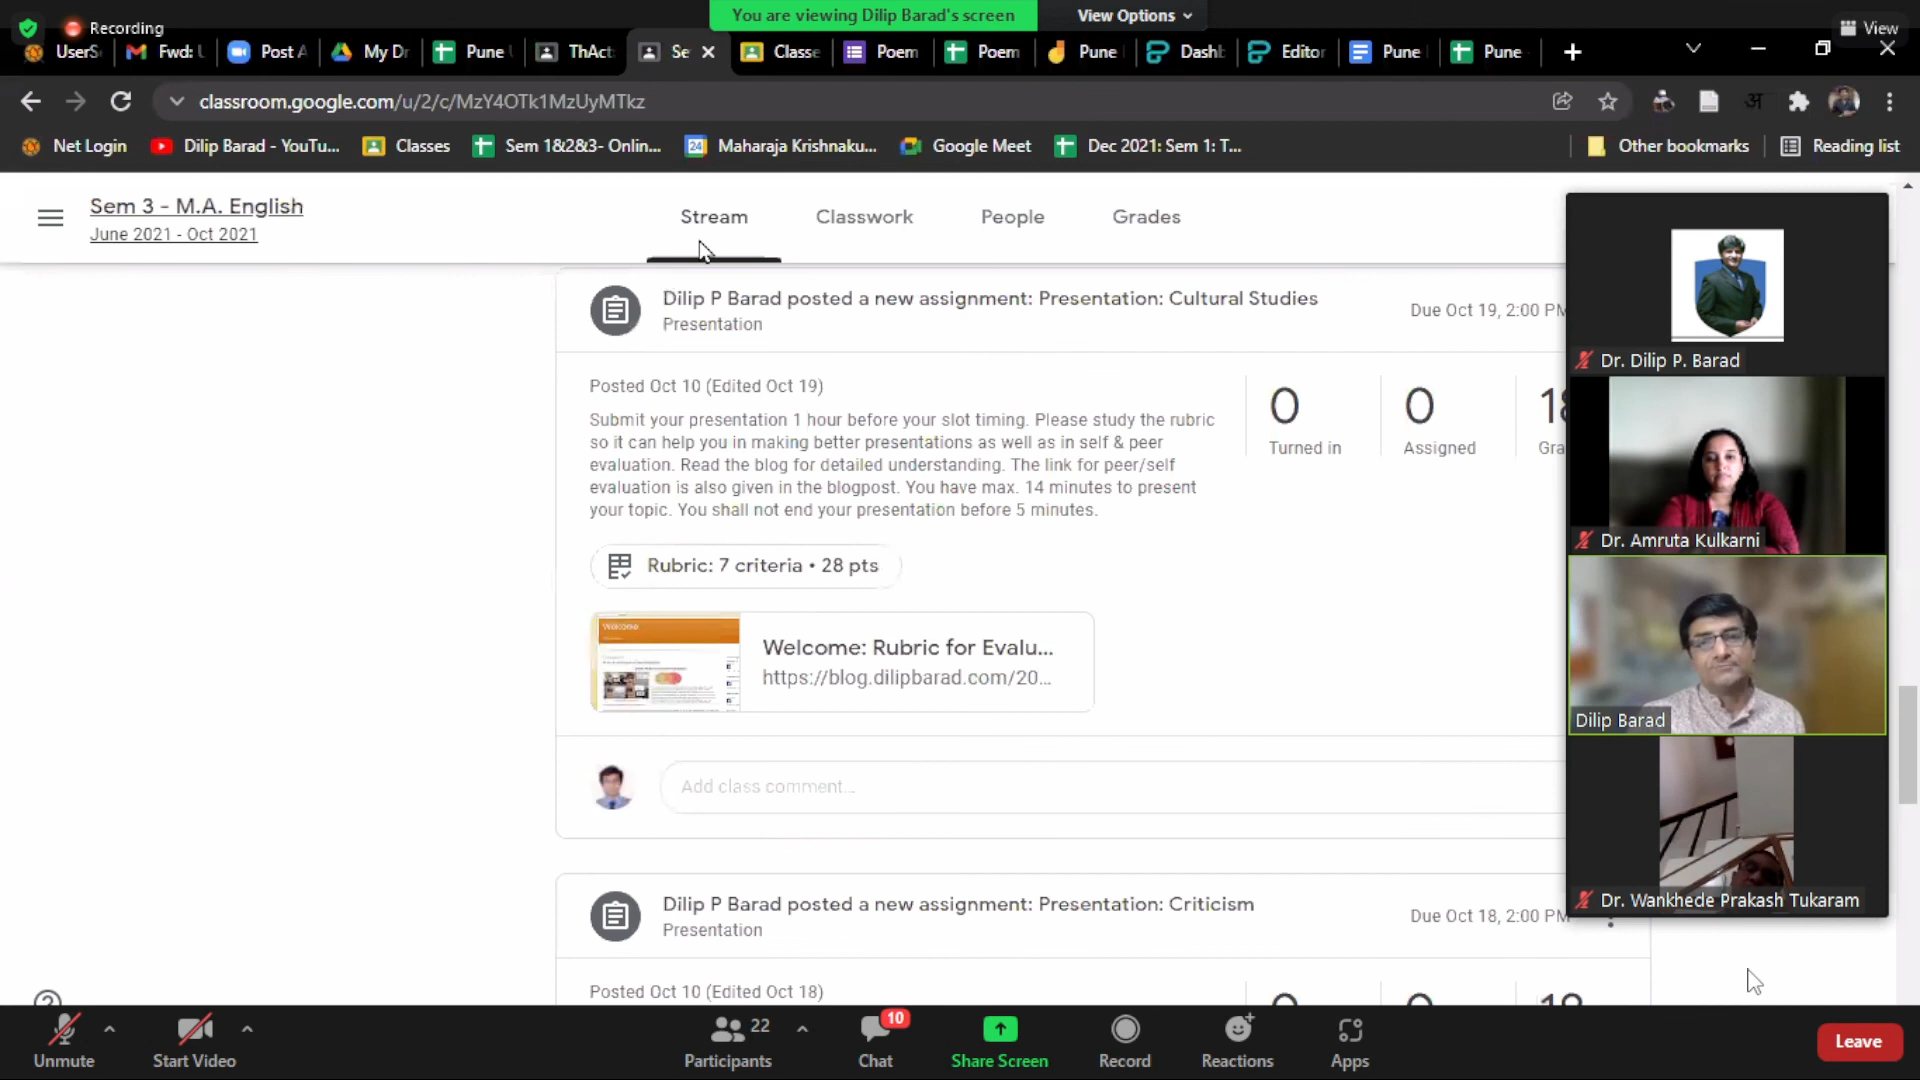 Recording
You are viewing Dilip Barad's screen
View Options
View
UserS
Fwd: U
Post A
My Dr
Pune
ThAct
Se
Classe
Poem
Poem
Pune
Dashb
Editor
Pune
Pune
classroom.google.com/u/2/c/MzY4OTk1MzUyMTkz
Net Login
Dilip Barad - YouTu...
Classes
Sem 1&2&3- Onlin...
Maharaja Krishnaku...
Google Meet
Dec 2021: Sem 1: T...
Other bookmarks
Reading list
Sem 3 - M.A. English
June 2021 - Oct 2021
Stream
Classwork
People
Grades
Dilip P Barad posted a new assignment: Presentation: Cultural Studies
Presentation
Due Oct 19, 2:00 PM
Posted Oct 10 (Edited Oct 19)
Submit your presentation 1 hour before your slot timing. Please study the rubric
so it can help you in making better presentations as well as in self & peer
evaluation. Read the blog for detailed understanding. The link for peer/self
evaluation is also given in the blogpost. You have max. 14 minutes to present
your topic. You shall not end your presentation before 5 minutes.
0
Turned in
0
Assigned
18
Gra
Rubric: 7 criteria • 28 pts
Welcome
Welcome: Rubric for Evalu...
https://blog.dilipbarad.com/20...
Add class comment...
Dilip P Barad posted a new assignment: Presentation: Criticism
Presentation
Due Oct 18, 2:00 PM
Posted Oct 10 (Edited Oct 18)
0
0
18
Dr. Dilip P. Barad
Dr. Amruta Kulkarni
Dilip Barad
Dr. Wankhede Prakash Tukaram
Unmute
Start Video
22
Participants
10
Chat
Share Screen
Record
Reactions
Apps
Leave